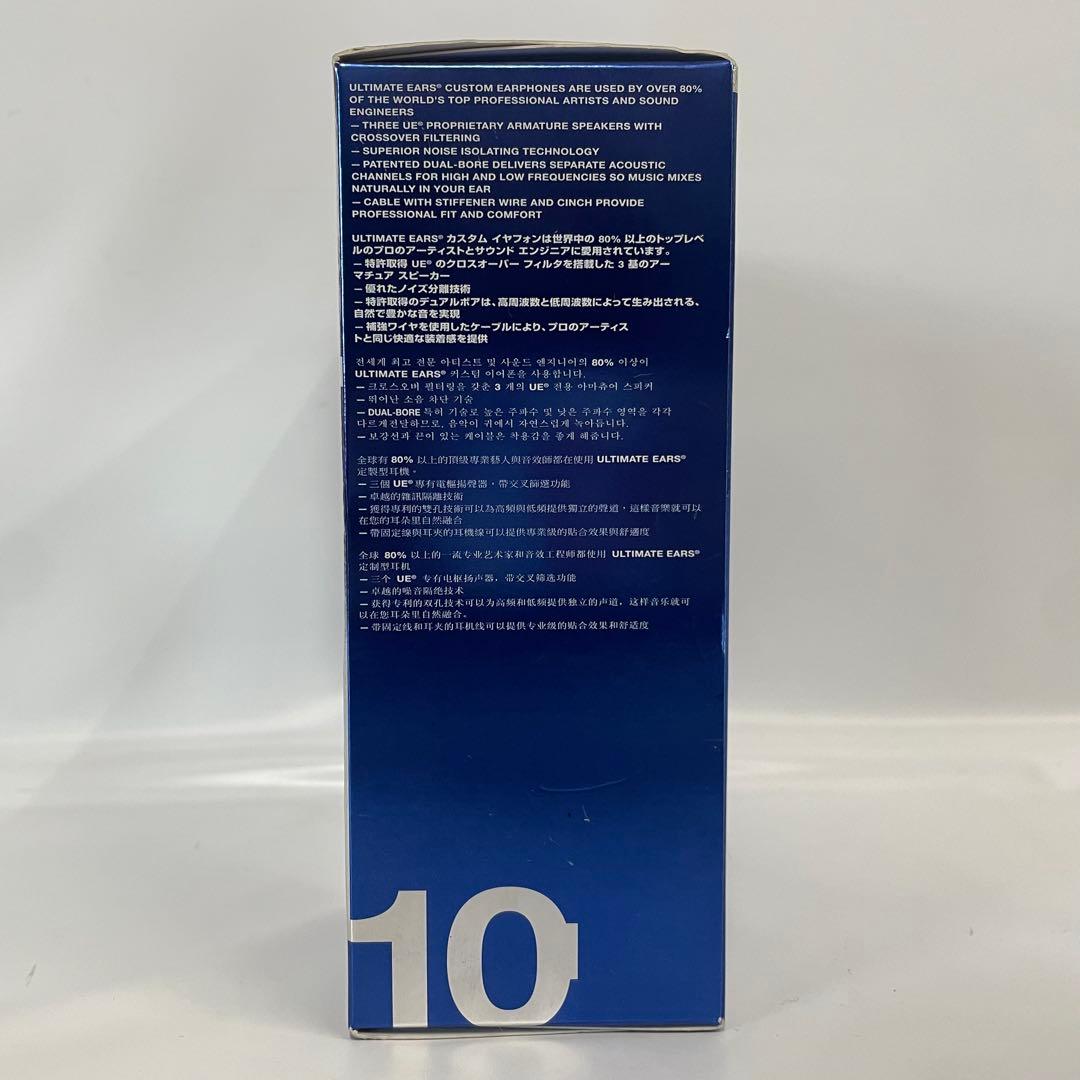 ULTIMATE EARS® CUSTOM EARPHONES ARE USED BY OVER 80%
OF THE WORLD'S TOP PROFESSIONAL ARTISTS AND SOUND
ENGINEERS
– THREE UE® PROPRIETARY ARMATURE SPEAKERS WITH
CROSSOVER FILTERING
– SUPERIOR NOISE ISOLATING TECHNOLOGY
– PATENTED DUAL-BORE DELIVERS SEPARATE ACOUSTIC
CHANNELS FOR HIGH AND LOW FREQUENCIES SO MUSIC MIXES
NATURALLY IN YOUR EAR
– CABLE WITH STIFFENER WIRE AND CINCH PROVIDE
PROFESSIONAL FIT AND COMFORT
ULTIMATE EARS® カスタム イヤフォンは世界中の 80% 以上のトップレベ
ルのプロのアーティストとサウンド エンジニアに愛用されています。
– 特許取得 UE® のクロスオーバー フィルタを搭載した 3 基のアー
マチュア スピーカー
– 優れたノイズ分離技術
– 特許取得のデュアルボアは、高周波数と低周波数によって生み出される、
自然で豊かな音を実現
– 補強ワイヤを使用したケーブルにより、プロのアーティス
トと同じ快適な装着感を提供
전세계 최고 전문 아티스트 및 사운드 엔지니어의 80% 이상이
ULTIMATE EARS® 커스텀 이어폰을 사용합니다.
– 크로스오버 필터링을 갖춘 3 개의 UE® 전용 아마츄어 스피커
– 뛰어난 소음 차단 기술
– DUAL-BORE 특허 기술로 높은 주파수 및 낮은 주파수 영역을 각각
다르게전달하므로, 음악이 귀에서 자연스럽게 녹아듭니다.
– 보강선과 끈이 있는 케이블은 착용감을 좋게 해줍니다.
全球有 80% 以上的頂級專業藝人與音效師都在使用 ULTIMATE EARS®
定製型耳機。
– 三個 UE® 專有電樞揚聲器，帶交叉篩選功能
– 卓越的雜訊隔離技術
– 獲得專利的雙孔技術可以為高頻與低頻提供獨立的聲道，這樣音樂就可以
在您的耳朵里自然融合
– 帶固定線與耳夾的耳機線可以提供專業級的貼合效果與舒適度
全球 80% 以上的一流专业艺术家和音效工程师都使用 ULTIMATE EARS®
定制型耳机
– 三个 UE® 专有电枢扬声器，带交叉筛选功能
– 卓越的噪音隔绝技术
– 获得专利的双孔技术可以为高频和低频提供独立的声道，这样音乐就可
以在您耳朵里自然融合。
– 带固定线和耳夹的耳机线可以提供专业级的贴合效果和舒适度
10